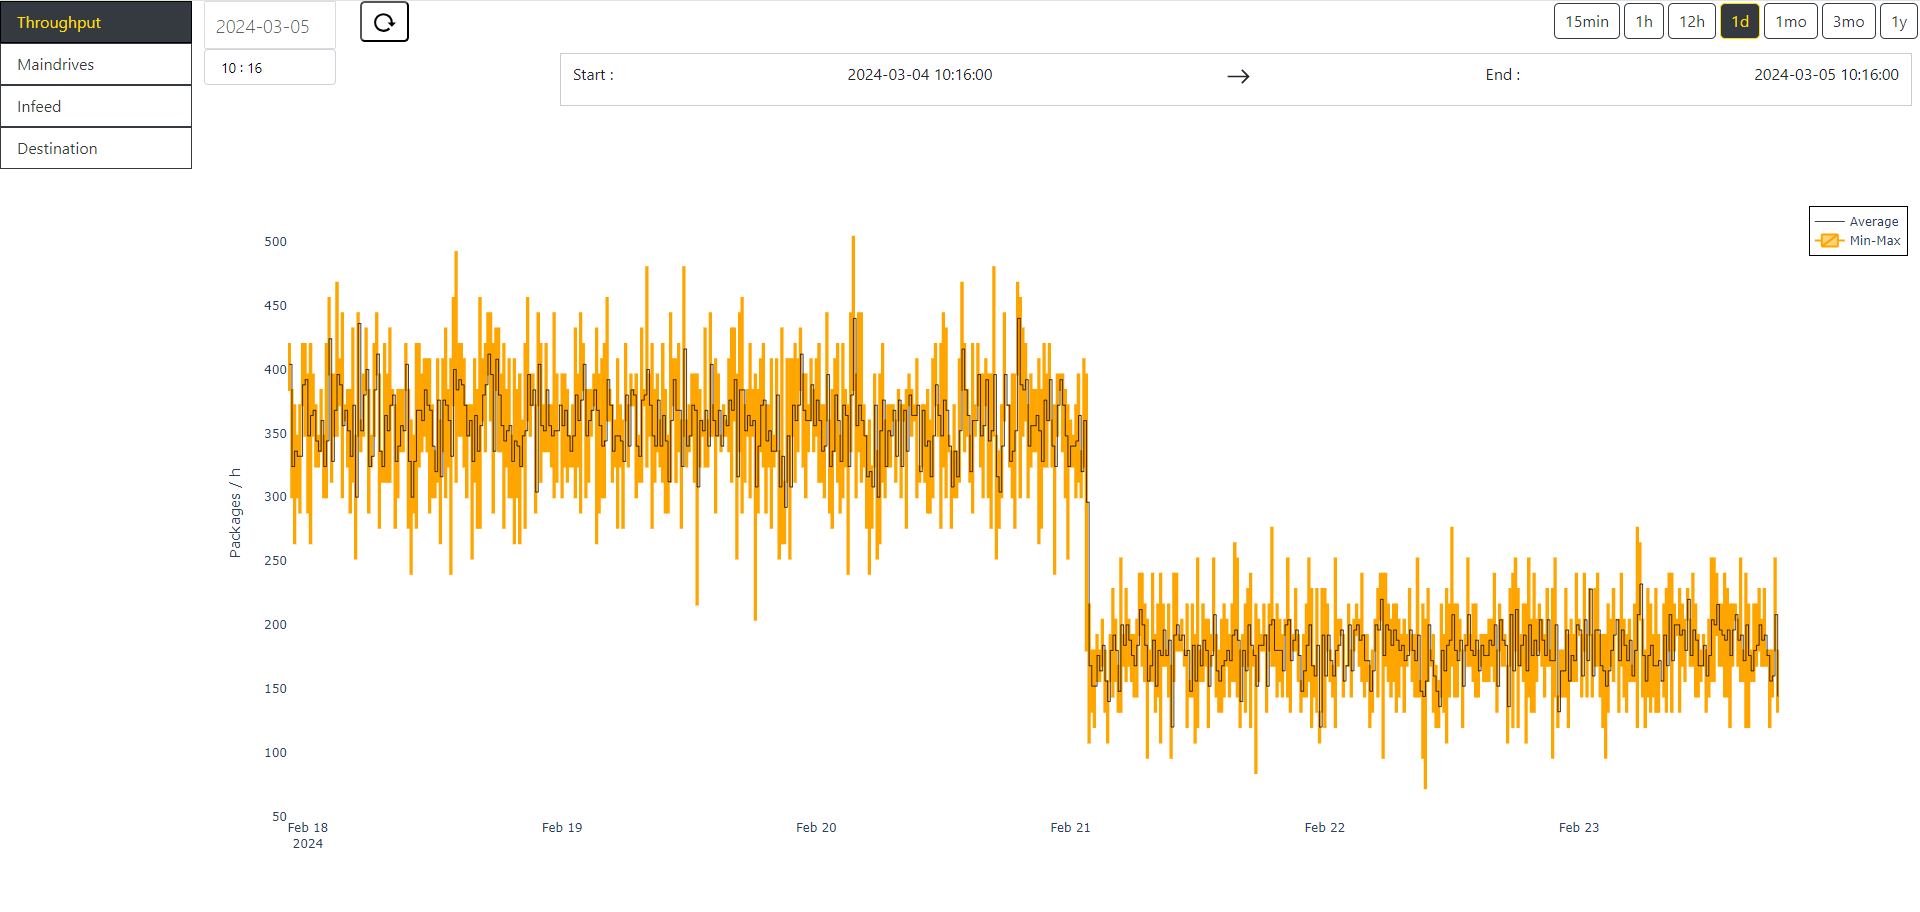 Throughput
Maindrives
Infeed
Destination
2024-03-05
10 : 16
15min 1h 12h 1d 1mo 3mo 1y
Start : 2024-03-04 10:16:00 → End : 2024-03-05 10:16:00
Average
Min-Max
Packages / h
500
450
400
350
300
250
200
150
100
50
Feb 18 Feb 19 Feb 20 Feb 21 Feb 22 Feb 23
2024